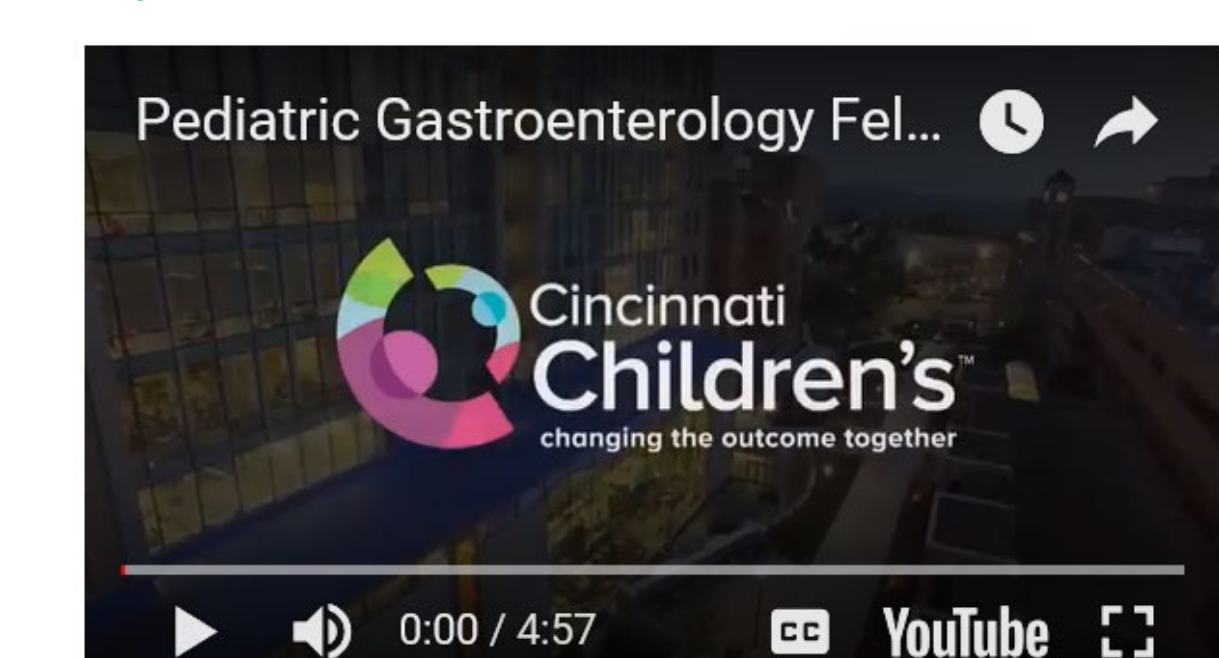 Pediatric Gastroenterology Fel...
Cincinnati
Children's™
changing the outcome together
0:00 / 4:57
CC
YouTube